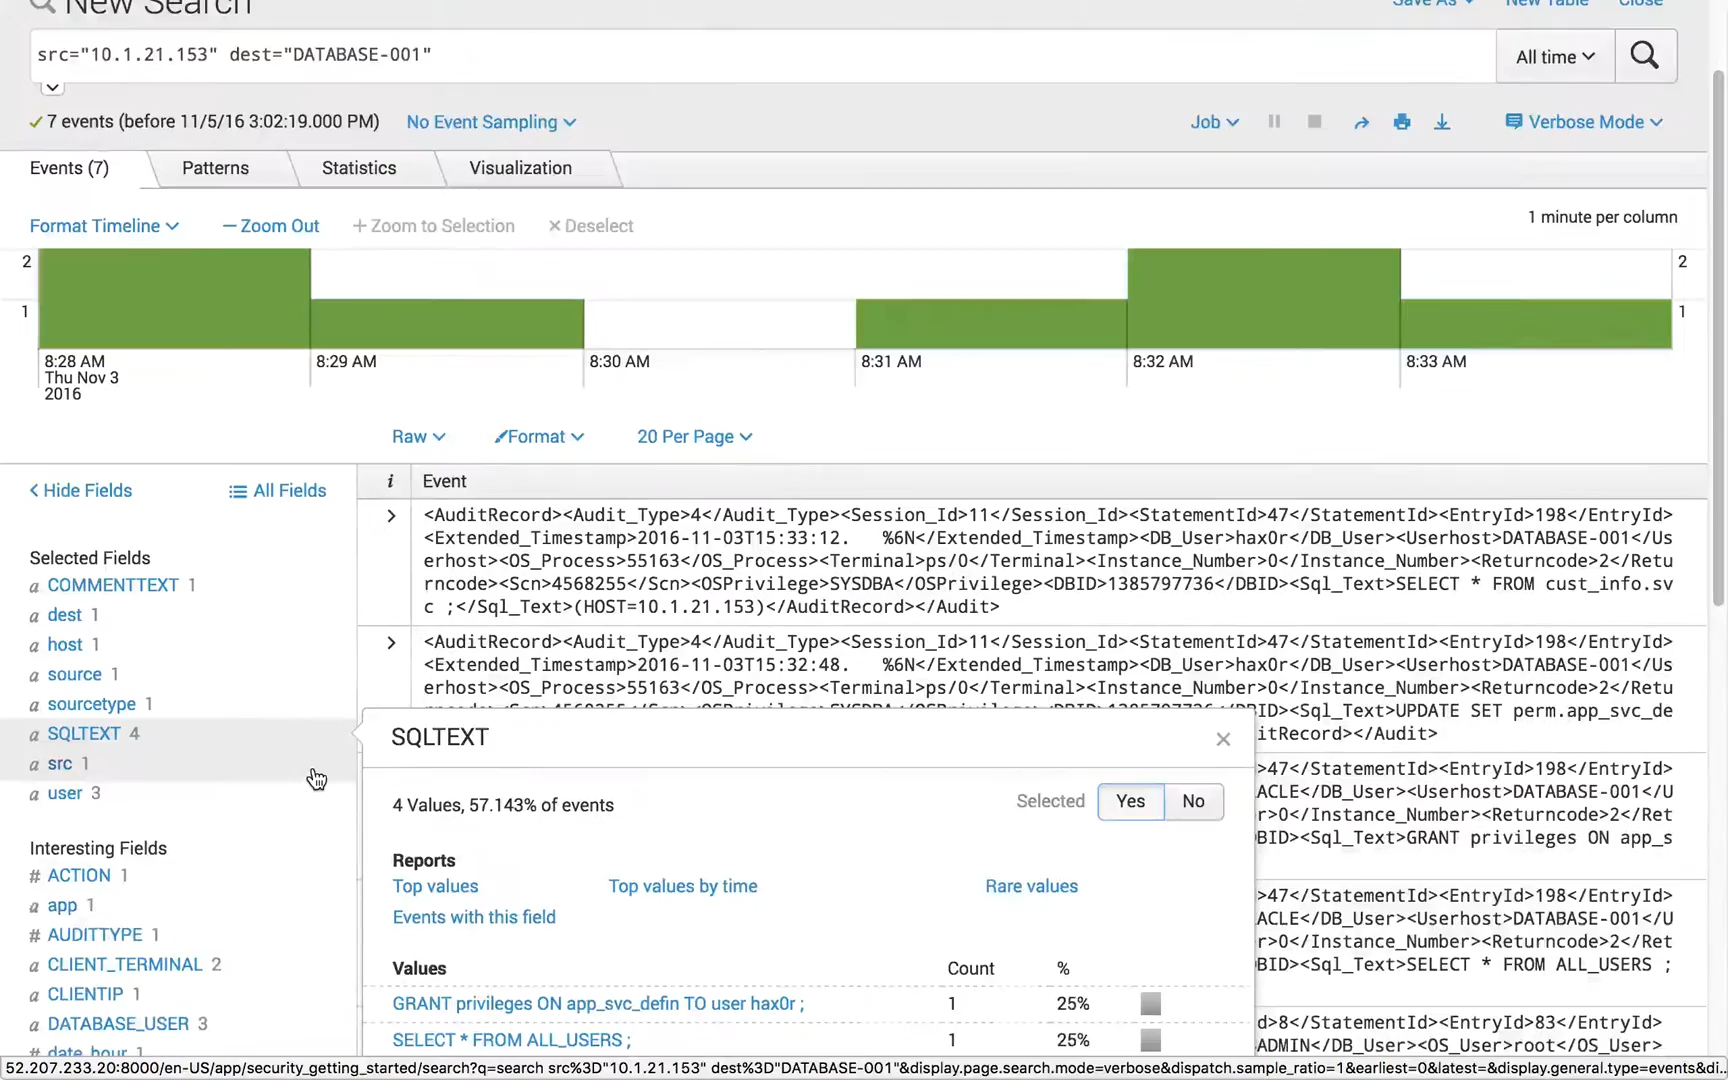 New Search
Save As New Table Close
src="10.1.21.153" dest="DATABASE-001"
All time
7 events (before 11/5/16 3:02:19.000 PM) No Event Sampling
Job Verbose Mode
Events (7) Patterns Statistics Visualization
Format Timeline — Zoom Out + Zoom to Selection × Deselect
1 minute per column
2 2
1 1
8:28 AM 8:29 AM 8:30 AM 8:31 AM 8:32 AM 8:33 AM
Thu Nov 3
2016
Raw Format 20 Per Page
Hide Fields All Fields
i Event
<AuditRecord><Audit_Type>4</Audit_Type><Session_Id>11</Session_Id><StatementId>47</StatementId><EntryId>198</EntryId>
<Extended_Timestamp>2016-11-03T15:33:12. %6N</Extended_Timestamp><DB_User>hax0r</DB_User><Userhost>DATABASE-001</Us
erhost><OS_Process>55163</OS_Process><Terminal>ps/0</Terminal><Instance_Number>0</Instance_Number><Returncode>2</Retu
rncode><Scn>4568255</Scn><OSPrivilege>SYSDBA</OSPrivilege><DBID>1385797736</DBID><Sql_Text>SELECT * FROM cust_info.sv
c ;</Sql_Text>(HOST=10.1.21.153)</AuditRecord></Audit>
<AuditRecord><Audit_Type>4</Audit_Type><Session_Id>11</Session_Id><StatementId>47</StatementId><EntryId>198</EntryId>
<Extended_Timestamp>2016-11-03T15:32:48. %6N</Extended_Timestamp><DB_User>hax0r</DB_User><Userhost>DATABASE-001</Us
erhost><OS_Process>55163</OS_Process><Terminal>ps/0</Terminal><Instance_Number>0</Instance_Number><Returncode>2</Retu
BID><Sql_Text>UPDATE SET perm.app_svc_de
itRecord></Audit>
>47</StatementId><EntryId>198</EntryId>
ACLE</DB_User><Userhost>DATABASE-001</U
r>0</Instance_Number><Returncode>2</Ret
BID><Sql_Text>GRANT privileges ON app_s
>47</StatementId><EntryId>198</EntryId>
ACLE</DB_User><Userhost>DATABASE-001</U
r>0</Instance_Number><Returncode>2</Ret
BID><Sql_Text>SELECT * FROM ALL_USERS ;
d>8</StatementId><EntryId>83</EntryId>
ADMIN</DB_User><OS_User>root</OS_User>
Selected Fields
a COMMENTTEXT 1
a dest 1
a host 1
a source 1
a sourcetype 1
a SQLTEXT 4
a src 1
a user 3
Interesting Fields
# ACTION 1
a app 1
# AUDITTYPE 1
a CLIENT_TERMINAL 2
a CLIENTIP 1
a DATABASE_USER 3
# date_hour 1
SQLTEXT
4 Values, 57.143% of events
Selected Yes No
Reports
Top values Top values by time Rare values
Events with this field
Values Count %
GRANT privileges ON app_svc_defin TO user hax0r ; 1 25%
SELECT * FROM ALL_USERS ; 1 25%
52.207.233.20:8000/en-US/app/security_getting_started/search?q=search src%3D"10.1.21.153" dest%3D"DATABASE-001"&display.page.search.mode=verbose&dispatch.sample_ratio=1&earliest=0&latest=&display.general.type=events&di...